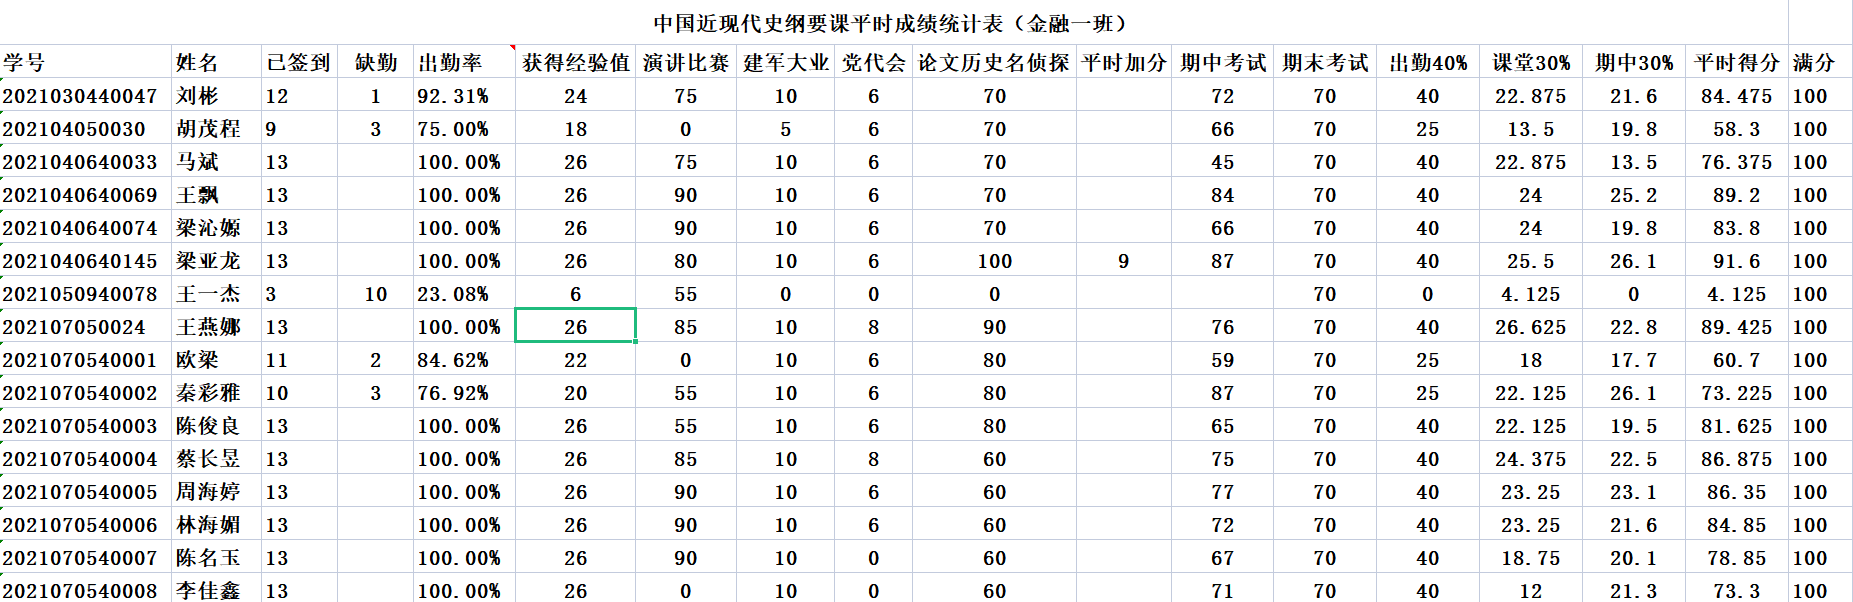 中国近现代史纲要课平时成绩统计表（金融一班）
学号 姓名 已签到 缺勤 出勤率 获得经验值 演讲比赛 建军大业 党代会 论文历史名侦探 平时加分 期中考试 期末考试 出勤40% 课堂30% 期中30% 平时得分 满分
2021030440047 刘彬 12 1 92.31% 24 75 10 6 70 72 70 40 22.875 21.6 84.475 100
202104050030 胡茂程 9 3 75.00% 18 0 5 6 70 66 70 25 13.5 19.8 58.3 100
2021040640033 马斌 13 100.00% 26 75 10 6 70 45 70 40 22.875 13.5 76.375 100
2021040640069 王飘 13 100.00% 26 90 10 6 70 84 70 40 24 25.2 89.2 100
2021040640074 梁沁嫄 13 100.00% 26 90 10 6 70 66 70 40 24 19.8 83.8 100
2021040640145 梁亚龙 13 100.00% 26 80 10 6 100 9 87 70 40 25.5 26.1 91.6 100
2021050940078 王一杰 3 10 23.08% 6 55 0 0 0 70 0 4.125 0 4.125 100
202107050024 王燕娜 13 100.00% 26 85 10 8 90 76 70 40 26.625 22.8 89.425 100
2021070540001 欧梁 11 2 84.62% 22 0 10 6 80 59 70 25 18 17.7 60.7 100
2021070540002 秦彩雅 10 3 76.92% 20 55 10 6 80 87 70 25 22.125 26.1 73.225 100
2021070540003 陈俊良 13 100.00% 26 55 10 6 80 65 70 40 22.125 19.5 81.625 100
2021070540004 蔡长昱 13 100.00% 26 85 10 8 60 75 70 40 24.375 22.5 86.875 100
2021070540005 周海婷 13 100.00% 26 90 10 6 60 77 70 40 23.25 23.1 86.35 100
2021070540006 林海媚 13 100.00% 26 90 10 6 60 72 70 40 23.25 21.6 84.85 100
2021070540007 陈名玉 13 100.00% 26 90 10 0 60 67 70 40 18.75 20.1 78.85 100
2021070540008 李佳鑫 13 100.00% 26 0 10 0 60 71 70 40 12 21.3 73.3 100